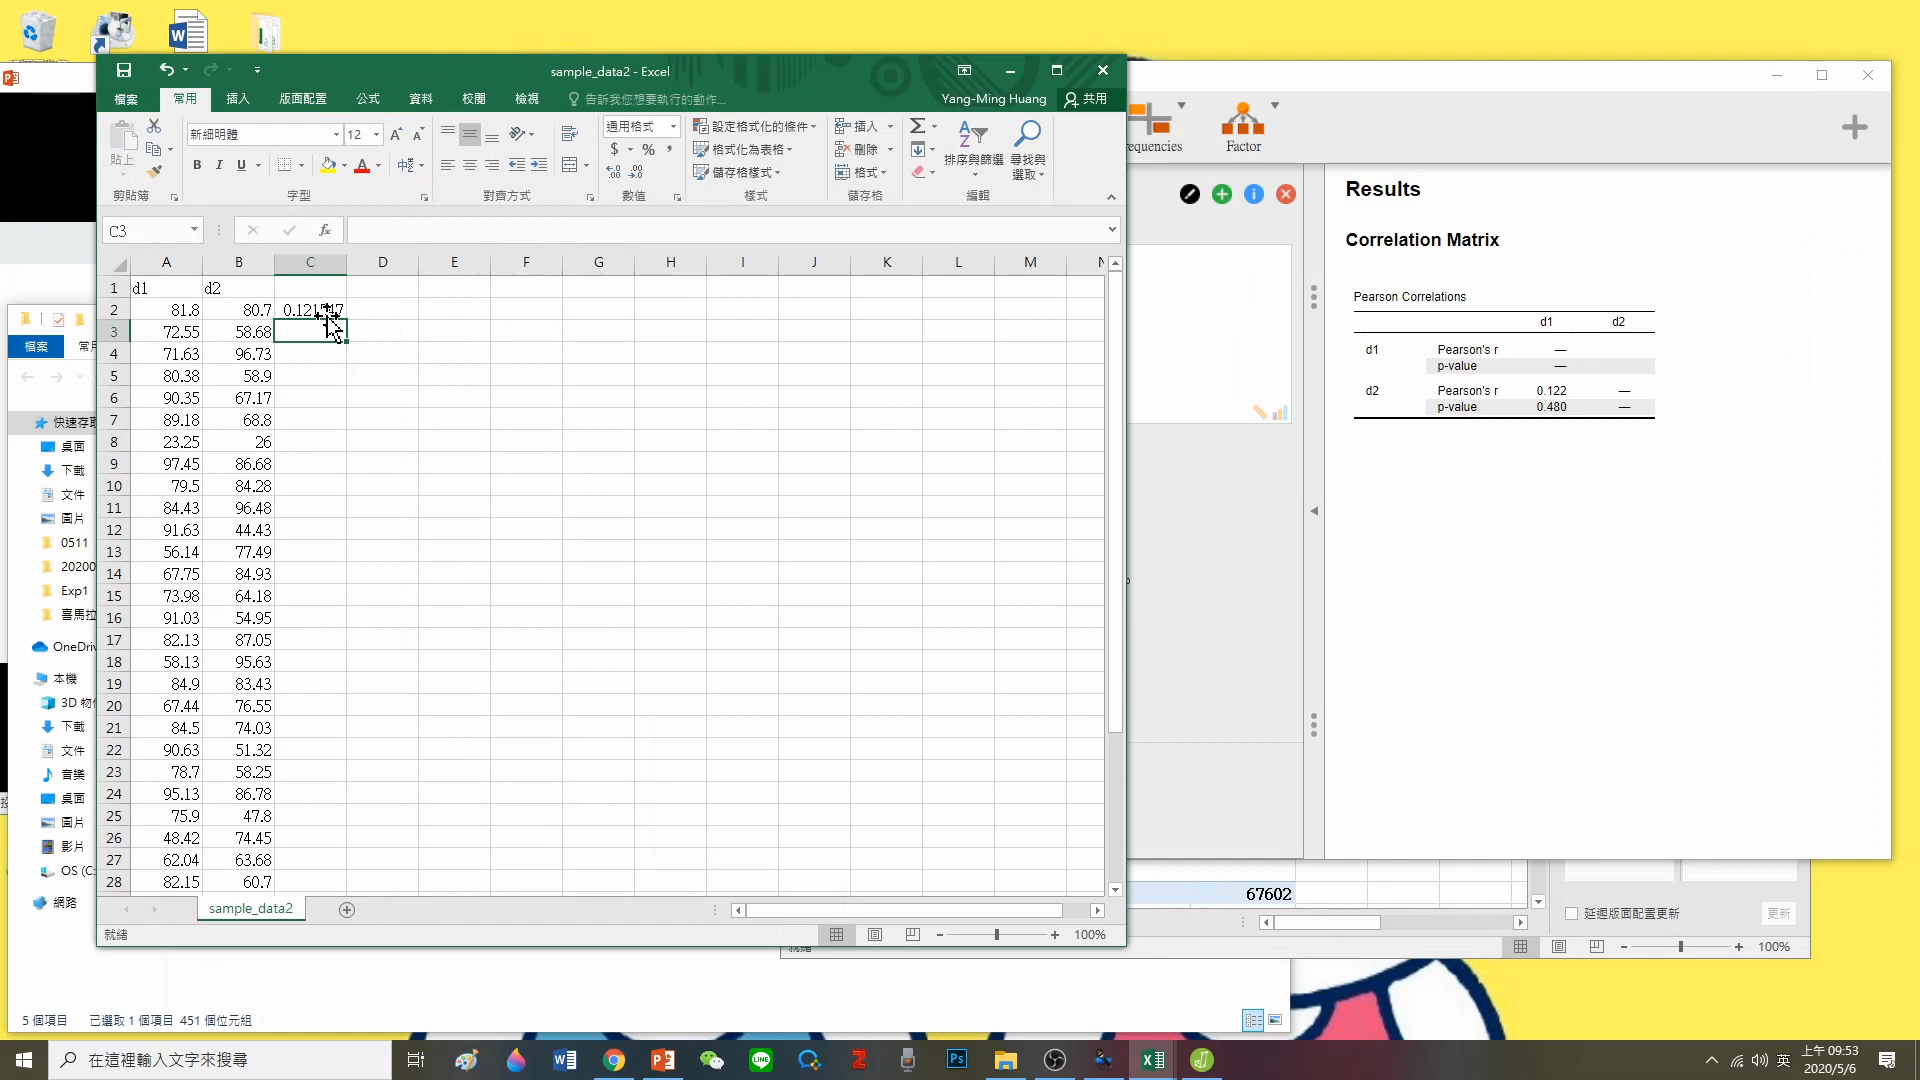 sample_data2 - Excel
檔案 常用 插入 版面配置 公式 資料 校閱 檢視 告訴我您想要執行的動作... Yang-Ming Huang 共用
貼上
新細明體 12
B I U 中
通用格式
$ % ,
設定格式化的條件
格式化為表格
儲存格樣式
插入
刪除
格式
排序與篩選
尋找與
選取
剪貼簿 字型 對齊方式 數值 樣式 儲存格 編輯
C3 fx
A B C D E F G H I J K L M N
1 d1 d2
2 81.8 80.7
3 72.55 58.68
4 71.63 96.73
5 80.38 58.9
6 90.35 67.17
7 89.18 68.8
8 23.25 26
9 97.45 86.68
10 79.5 84.28
11 84.43 96.48
12 91.63 44.43
13 56.14 77.49
14 67.75 84.93
15 73.98 64.18
16 91.03 54.95
17 82.13 87.05
18 58.13 95.63
19 84.9 83.43
20 67.44 76.55
21 84.5 74.03
22 90.63 51.32
23 78.7 58.25
24 95.13 86.78
25 75.9 47.8
26 48.42 74.45
27 62.04 63.68
28 82.15 60.7
sample_data2
就緒 100%
檔案 常用
快速存取
桌面
下載
文件
圖片
0511
20200
Exp1
喜馬拉
OneDriv
本機
3D 物件
下載
文件
音樂
桌面
圖片
影片
OS (C:
網路
5 個項目 已選取 1 個項目 451 個位元組
equencies Factor
Results
Correlation Matrix
Pearson Correlations
d1 d2
d1 Pearson's r —
p-value —
d2 Pearson's r 0.122 —
p-value 0.480 —
67602
延遲版面配置更新 更新
100%
在這裡輸入文字來搜尋
英 上午 09:53
2020/5/6